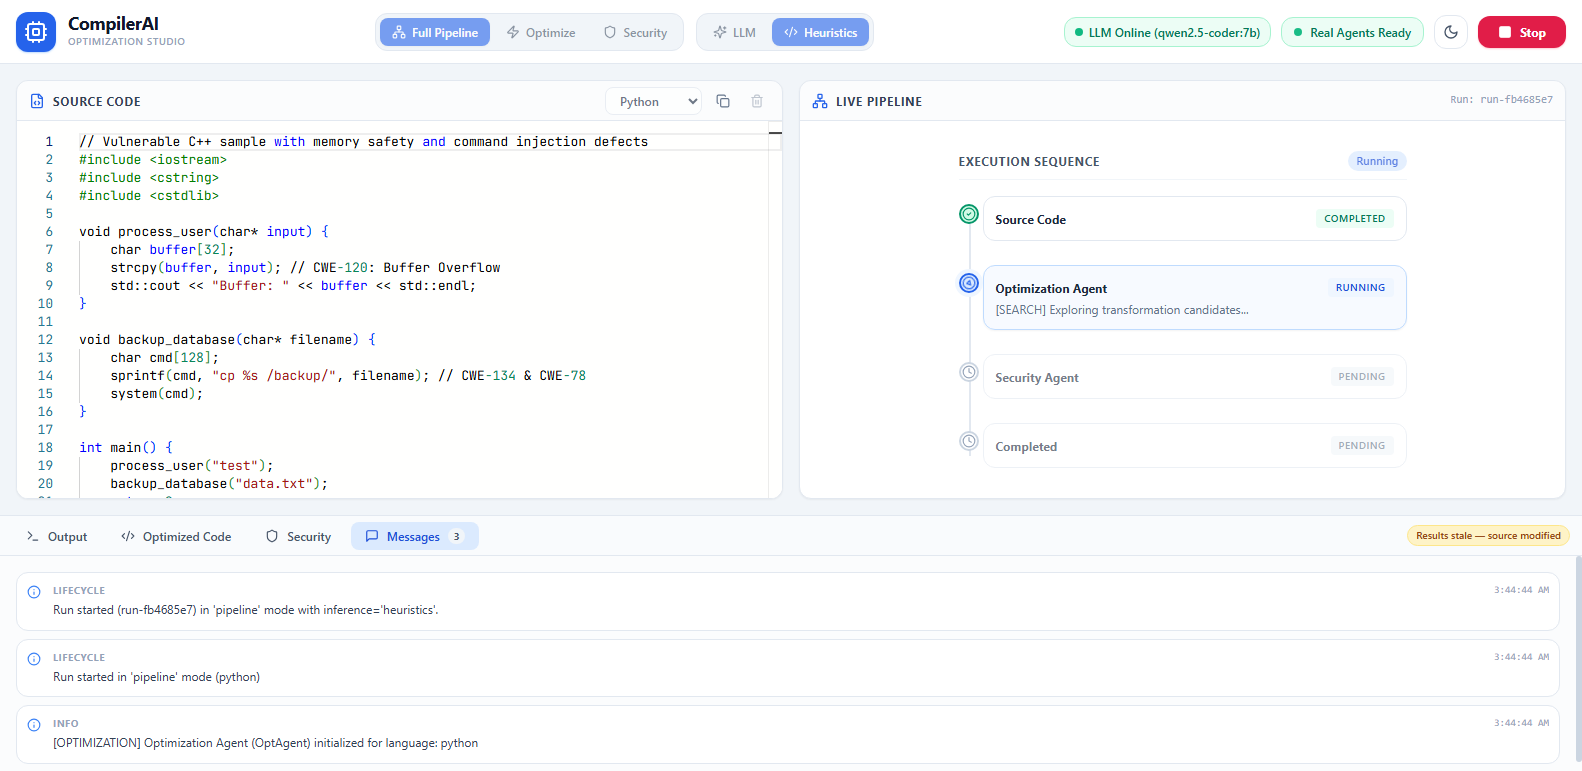 CompilerAI
OPTIMIZATION STUDIO
Full Pipeline
Optimize
Security
LLM
Heuristics
LLM Online (qwen2.5-coder:7b)
Real Agents Ready
Stop
SOURCE CODE
Python
1 // Vulnerable C++ sample with memory safety and command injection defects
2 #include <iostream>
3 #include <cstring>
4 #include <cstdlib>
5
6 void process_user(char* input) {
7     char buffer[32];
8     strcpy(buffer, input); // CWE-120: Buffer Overflow
9     std::cout << "Buffer: " << buffer << std::endl;
10 }
11
12 void backup_database(char* filename) {
13     char cmd[128];
14     sprintf(cmd, "cp %s /backup/", filename); // CWE-134 & CWE-78
15     system(cmd);
16 }
17
18 int main() {
19     process_user("test");
20     backup_database("data.txt");
LIVE PIPELINE
Run: run-fb4685e7
EXECUTION SEQUENCE
Running
Source Code
COMPLETED
Optimization Agent
RUNNING
[SEARCH] Exploring transformation candidates...
Security Agent
PENDING
Completed
PENDING
Output
Optimized Code
Security
Messages 3
Results stale — source modified
LIFECYCLE
3:44:44 AM
Run started (run-fb4685e7) in 'pipeline' mode with inference='heuristics'.
LIFECYCLE
3:44:44 AM
Run started in 'pipeline' mode (python)
INFO
3:44:44 AM
[OPTIMIZATION] Optimization Agent (OptAgent) initialized for language: python